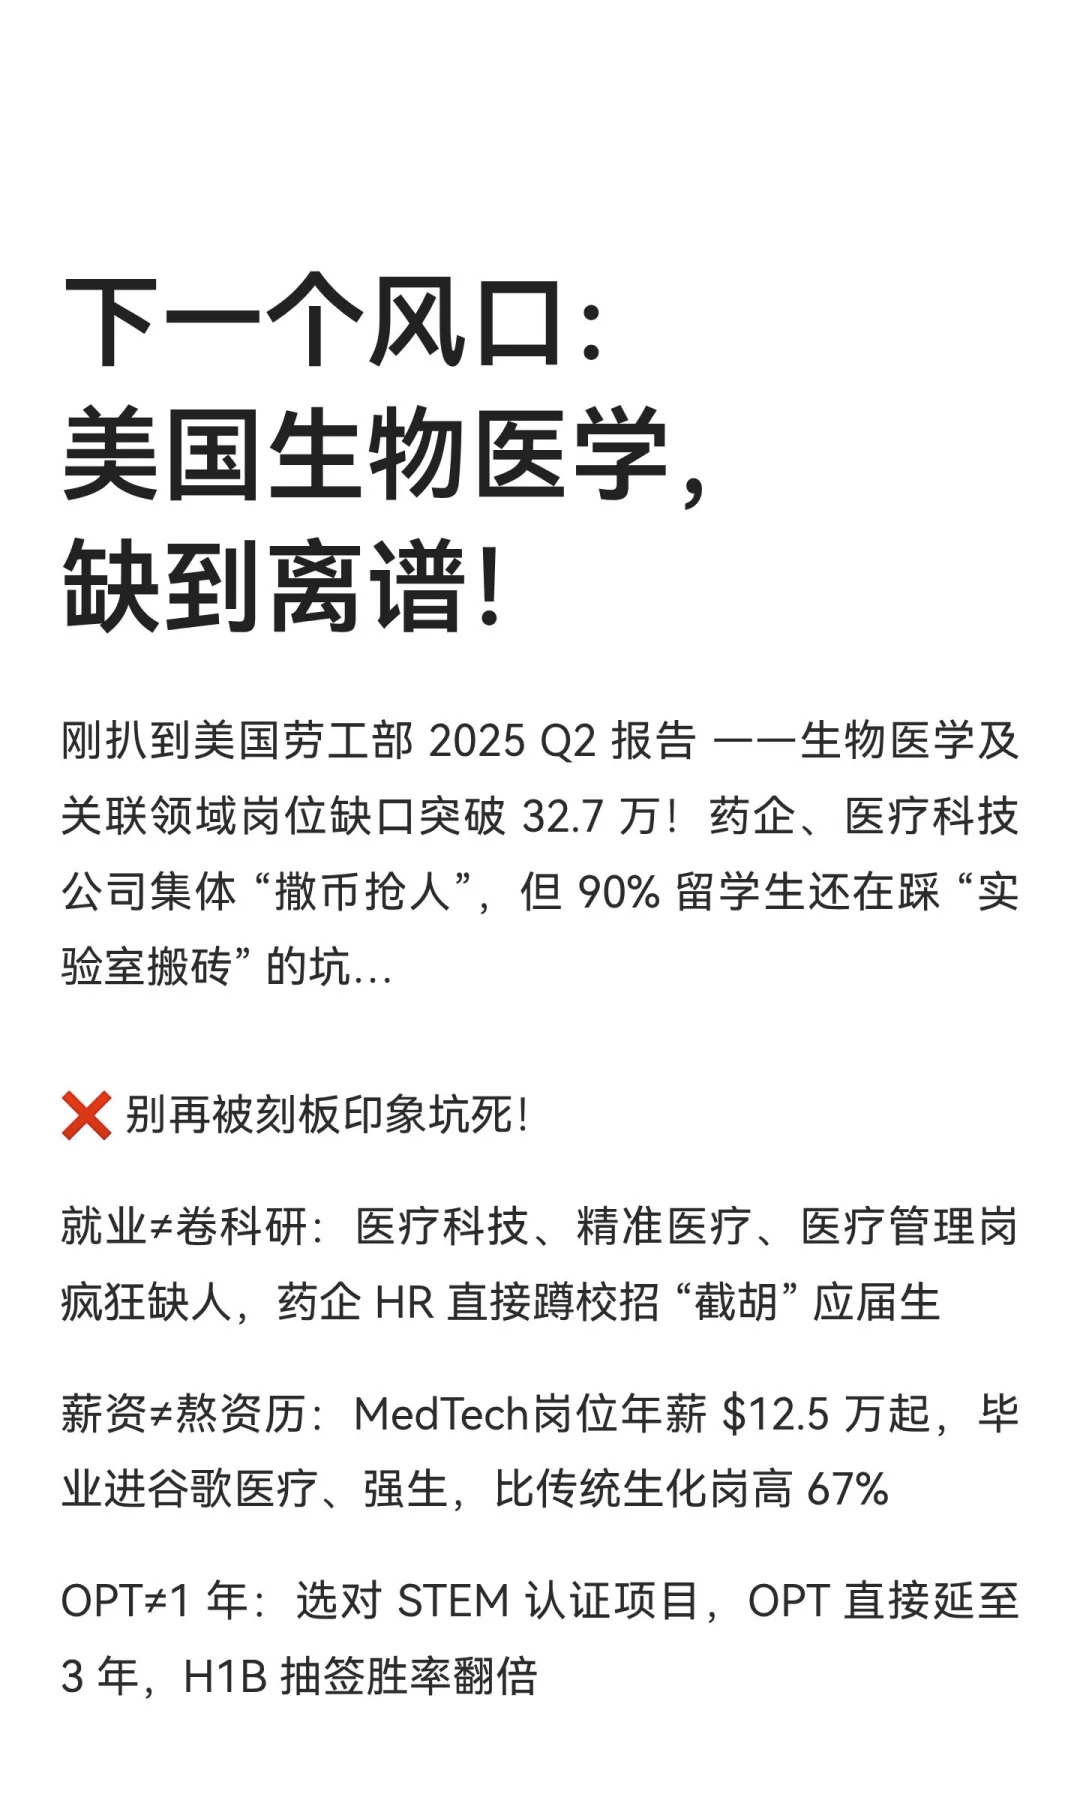 下一个风口：
美国生物医学，
缺到离谱！
刚扒到美国劳工部 2025 Q2 报告 ——生物医学及
关联领域岗位缺口突破 32.7 万！药企、医疗科技
公司集体 “撒币抢人”，但 90% 留学生还在踩 “实
验室搬砖” 的坑…
❌ 别再被刻板印象坑死！
就业≠卷科研：医疗科技、精准医疗、医疗管理岗
疯狂缺人，药企 HR 直接蹲校招 “截胡” 应届生
薪资≠熬资历：MedTech岗位年薪 $12.5 万起，毕
业进谷歌医疗、强生，比传统生化岗高 67%
OPT≠1 年：选对 STEM 认证项目，OPT 直接延至
3 年，H1B 抽签胜率翻倍